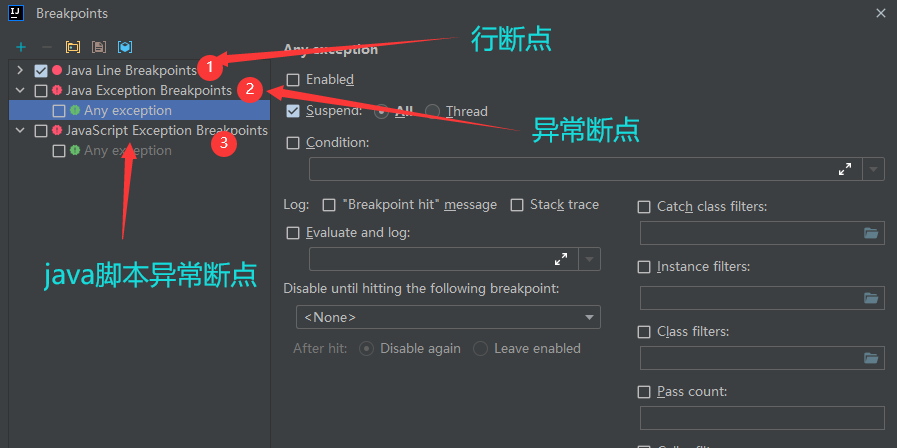 IJ Breakpoints
行断点
Java Line Breakpoints 1
Java Exception Breakpoints 2
Any exception
JavaScript Exception Breakpoints
3
Any exception
异常断点
java脚本异常断点
Any exception
Enabled
Suspend: All Thread
Condition:
Log: "Breakpoint hit" message Stack trace
Evaluate and log:
Disable until hitting the following breakpoint:
<None>
After hit: Disable again Leave enabled
Catch class filters:
Instance filters:
Class filters:
Pass count: